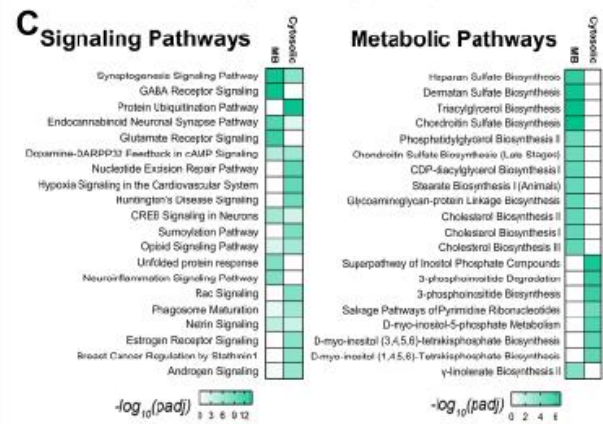 C
Signaling Pathways
MB
Cytosolic
Synaptogenesis Signaling Pathway
GABA Receptor Signaling
Protein Ubiquitination Pathway
Endocannabinoid Neuronal Synapse Pathway
Glutamate Receptor Signaling
Dopamine-DARPP32 Feedback in cAMP Signaling
Nucleotide Excision Repair Pathway
Hypoxia Signaling in the Cardiovascular System
Huntington's Disease Signaling
CREB Signaling in Neurons
Sumoylation Pathway
Opioid Signaling Pathway
Unfolded protein response
Neuroinflammation Signaling Pathway
Rac Signaling
Phagosome Maturation
Netrin Signaling
Estrogen Receptor Signaling
Breast Cancer Regulation by Stathmin1
Androgen Signaling
-log10(padj)
0 3 6 9 12
Metabolic Pathways
MB
Cytosolic
Heparan Sulfate Biosynthesis
Dermatan Sulfate Biosynthesis
Triacylglycerol Biosynthesis
Chondroitin Sulfate Biosynthesis
Phosphatidylglycerol Biosynthesis II
Chondroitin Sulfate Biosynthesis (Late Stages)
CDP-diacylglycerol Biosynthesis I
Stearate Biosynthesis I (Animals)
Glycoaminoglycan-protein Linkage Biosynthesis
Cholesterol Biosynthesis II
Cholesterol Biosynthesis I
Cholesterol Biosynthesis III
Superpathway of Inositol Phosphate Compounds
3-phosphoinositide Degradation
3-phosphoinositide Biosynthesis
Salvage Pathways of Pyrimidine Ribonucleotides
D-myo-inositol-5-phosphate Metabolism
D-myo-inositol (3,4,5,6)-tetrakisphosphate Biosynthesis
D-myo-inositol (1,4,5,6)-Tetrakisphosphate Biosynthesis
γ-linolenate Biosynthesis II
-log10(padj)
0 2 4 6